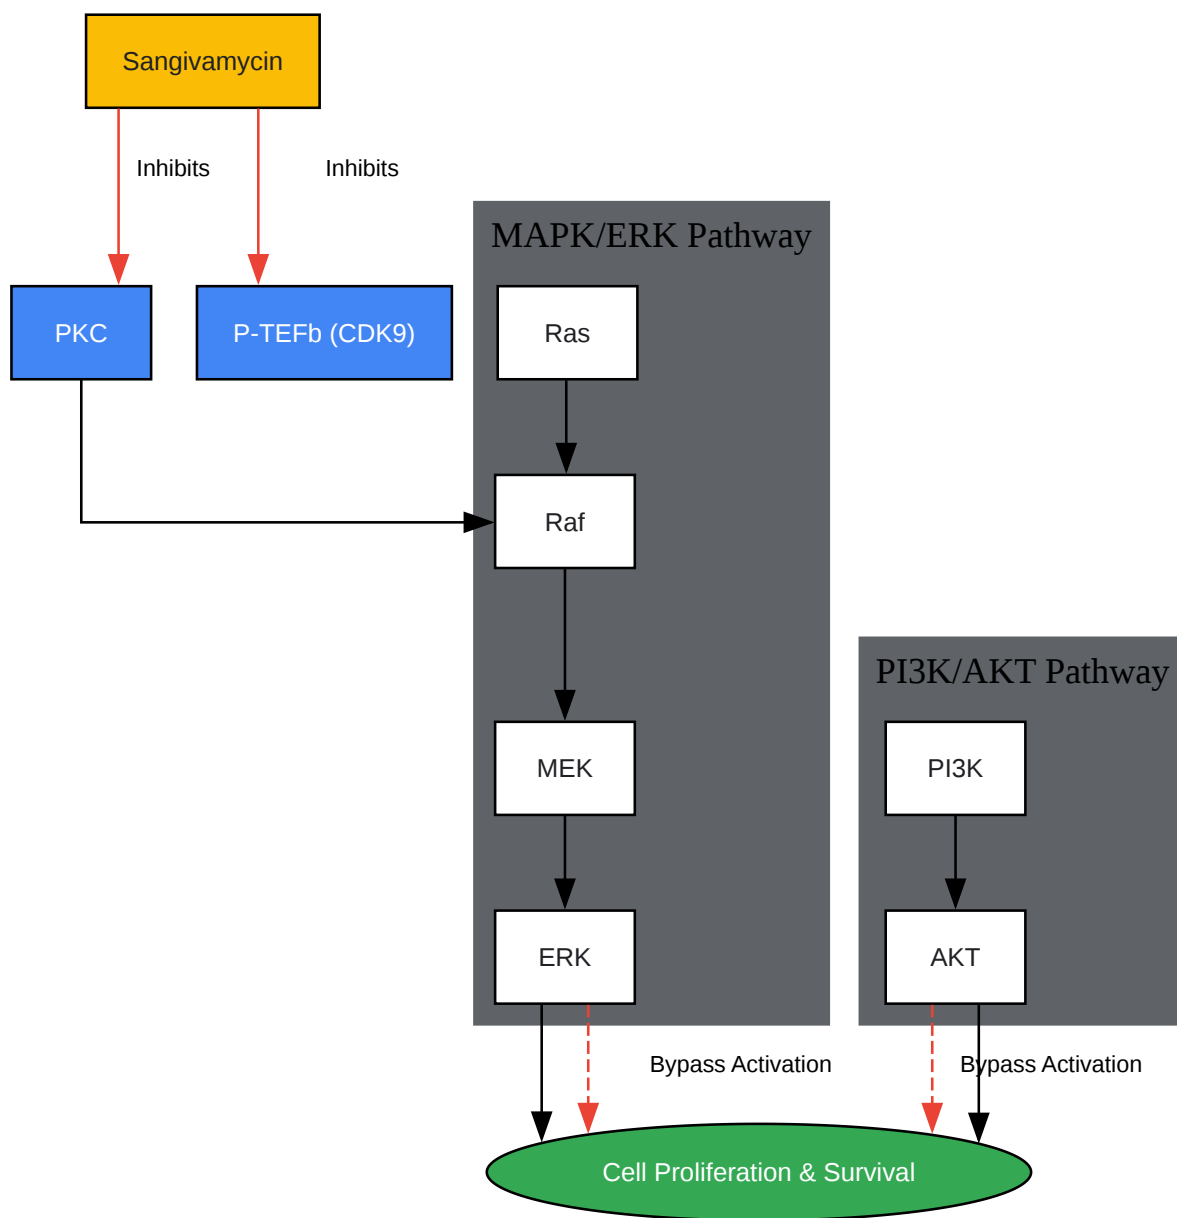 Sangivamycin
Inhibits
Inhibits
MAPK/ERK Pathway
PKC
P-TEFb (CDK9)
Ras
Raf
PI3K/AKT Pathway
MEK
PI3K
ERK
AKT
Bypass Activation
Bypass Activation
Cell Proliferation & Survival